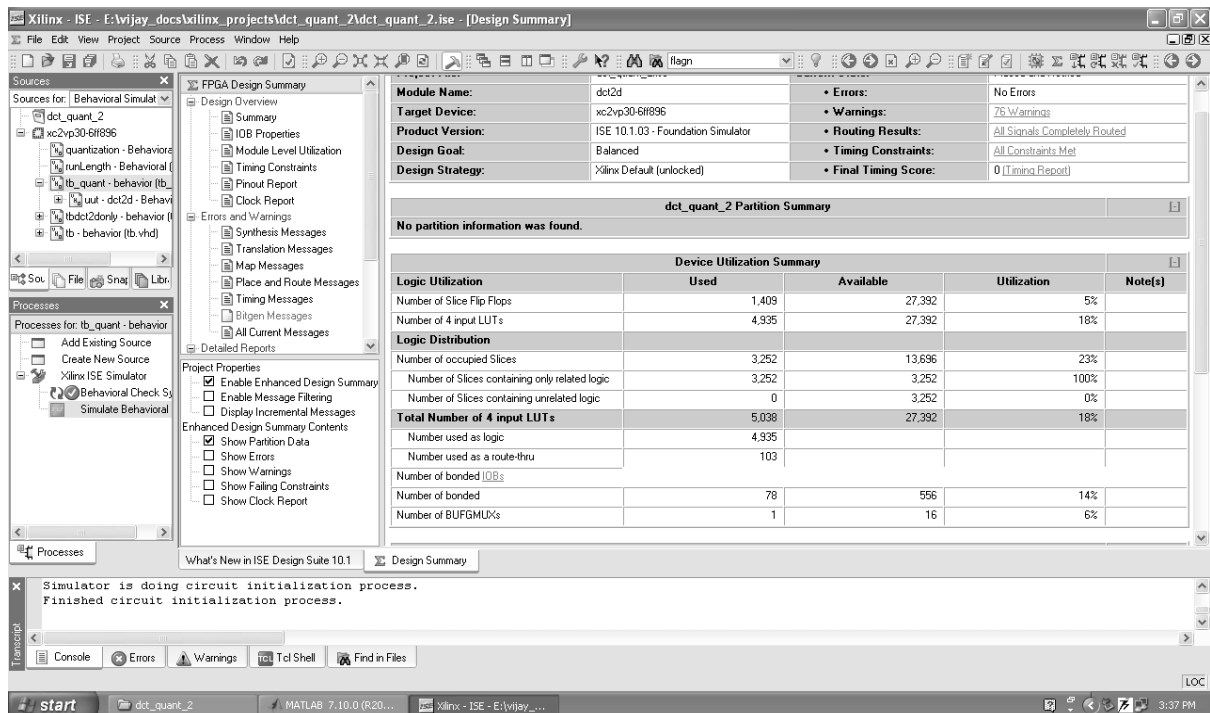 Xilinx - ISE - E:\vijay_docs\xilinx_projects\dct_quant_2\dct_quant_2.ise - [Design Summary]
File Edit View Project Source Process Window Help
flagn
Sources
Sources for: Behavioral Simulat
dct_quant_2
xc2vp30-6ff896
quantization - Behaviora
runLength - Behavioral (
tb_quant - behavior (tb_
uut - dct2d - Behavi
tbdct2donly - behavior (t
tb - behavior (tb.vhd)
Sou File Snap Libr.
Processes
Processes for: tb_quant - behavior
Add Existing Source
Create New Source
Xilinx ISE Simulator
Behavioral Check Sy
Simulate Behavioral
Processes
FPGA Design Summary
Design Overview
Summary
IOB Properties
Module Level Utilization
Timing Constraints
Pinout Report
Clock Report
Errors and Warnings
Synthesis Messages
Translation Messages
Map Messages
Place and Route Messages
Timing Messages
Bitgen Messages
All Current Messages
Detailed Reports
Project Properties
Enable Enhanced Design Summary
Enable Message Filtering
Display Incremental Messages
Enhanced Design Summary Contents
Show Partition Data
Show Errors
Show Warnings
Show Failing Constraints
Show Clock Report
Module Name: dct2d • Errors: No Errors
Target Device: xc2vp30-6ff896 • Warnings: 76 Warnings
Product Version: ISE 10.1.03 - Foundation Simulator • Routing Results: All Signals Completely Routed
Design Goal: Balanced • Timing Constraints: All Constraints Met
Design Strategy: Xilinx Default (unlocked) • Final Timing Score: 0 (Timing Report)
dct_quant_2 Partition Summary [-]
No partition information was found.
Device Utilization Summary [-]
Logic Utilization Used Available Utilization Note(s)
Number of Slice Flip Flops 1,409 27,392 5%
Number of 4 input LUTs 4,935 27,392 18%
Logic Distribution
Number of occupied Slices 3,252 13,696 23%
Number of Slices containing only related logic 3,252 3,252 100%
Number of Slices containing unrelated logic 0 3,252 0%
Total Number of 4 input LUTs 5,038 27,392 18%
Number used as logic 4,935
Number used as a route-thru 103
Number of bonded IOBs
Number of bonded 78 556 14%
Number of BUFGMUXs 1 16 6%
What's New in ISE Design Suite 10.1 Design Summary
Simulator is doing circuit initialization process.
Finished circuit initialization process.
Transcript
Console Errors Warnings Tcl Shell Find in Files
LOC
start dct_quant_2 MATLAB 7.10.0 (R20... Xilinx - ISE - E:\vijay_... 3:37 PM